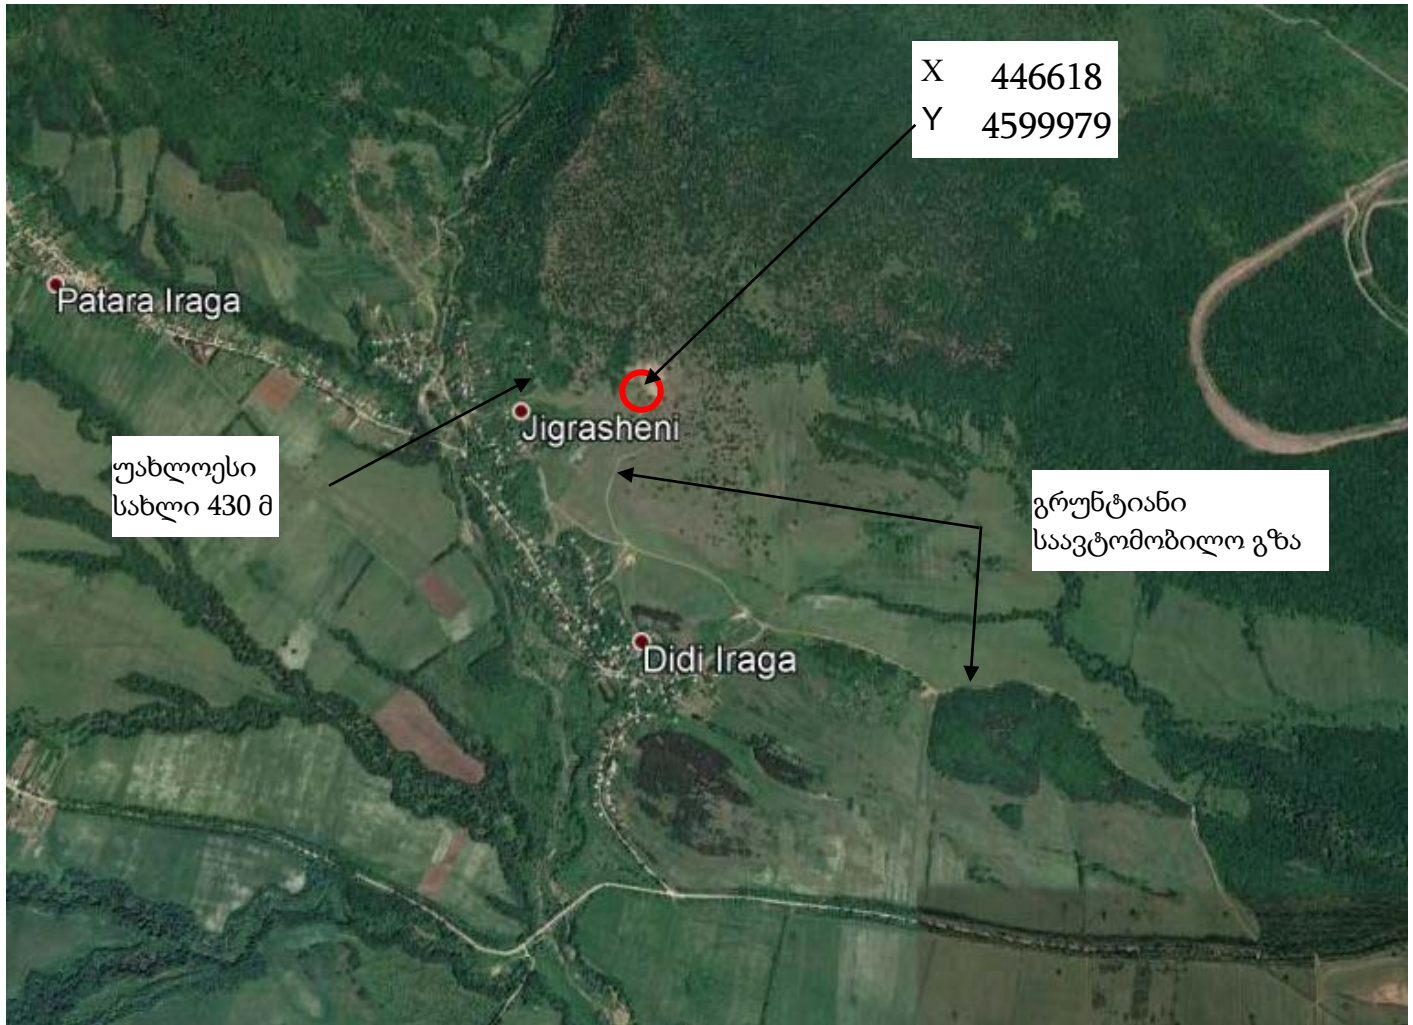 X 446618
Y 4599979
Patara Iraga
Jigrasheni
უახლოესი
სახლი 430 მ
გრუნტიანი
საავტომობილო გზა
Didi Iraga